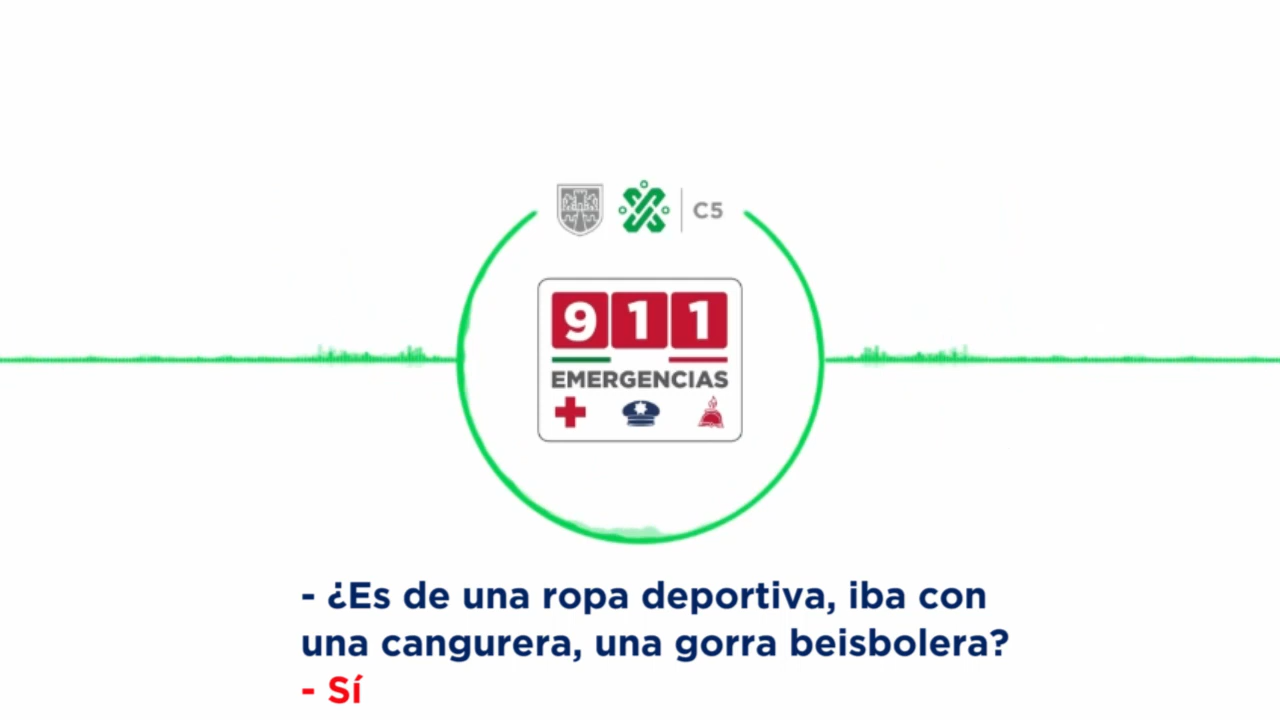 C5
911
EMERGENCIAS
- ¿Es de una ropa deportiva, iba con
una cangurera, una gorra beisbolera?
- Sí